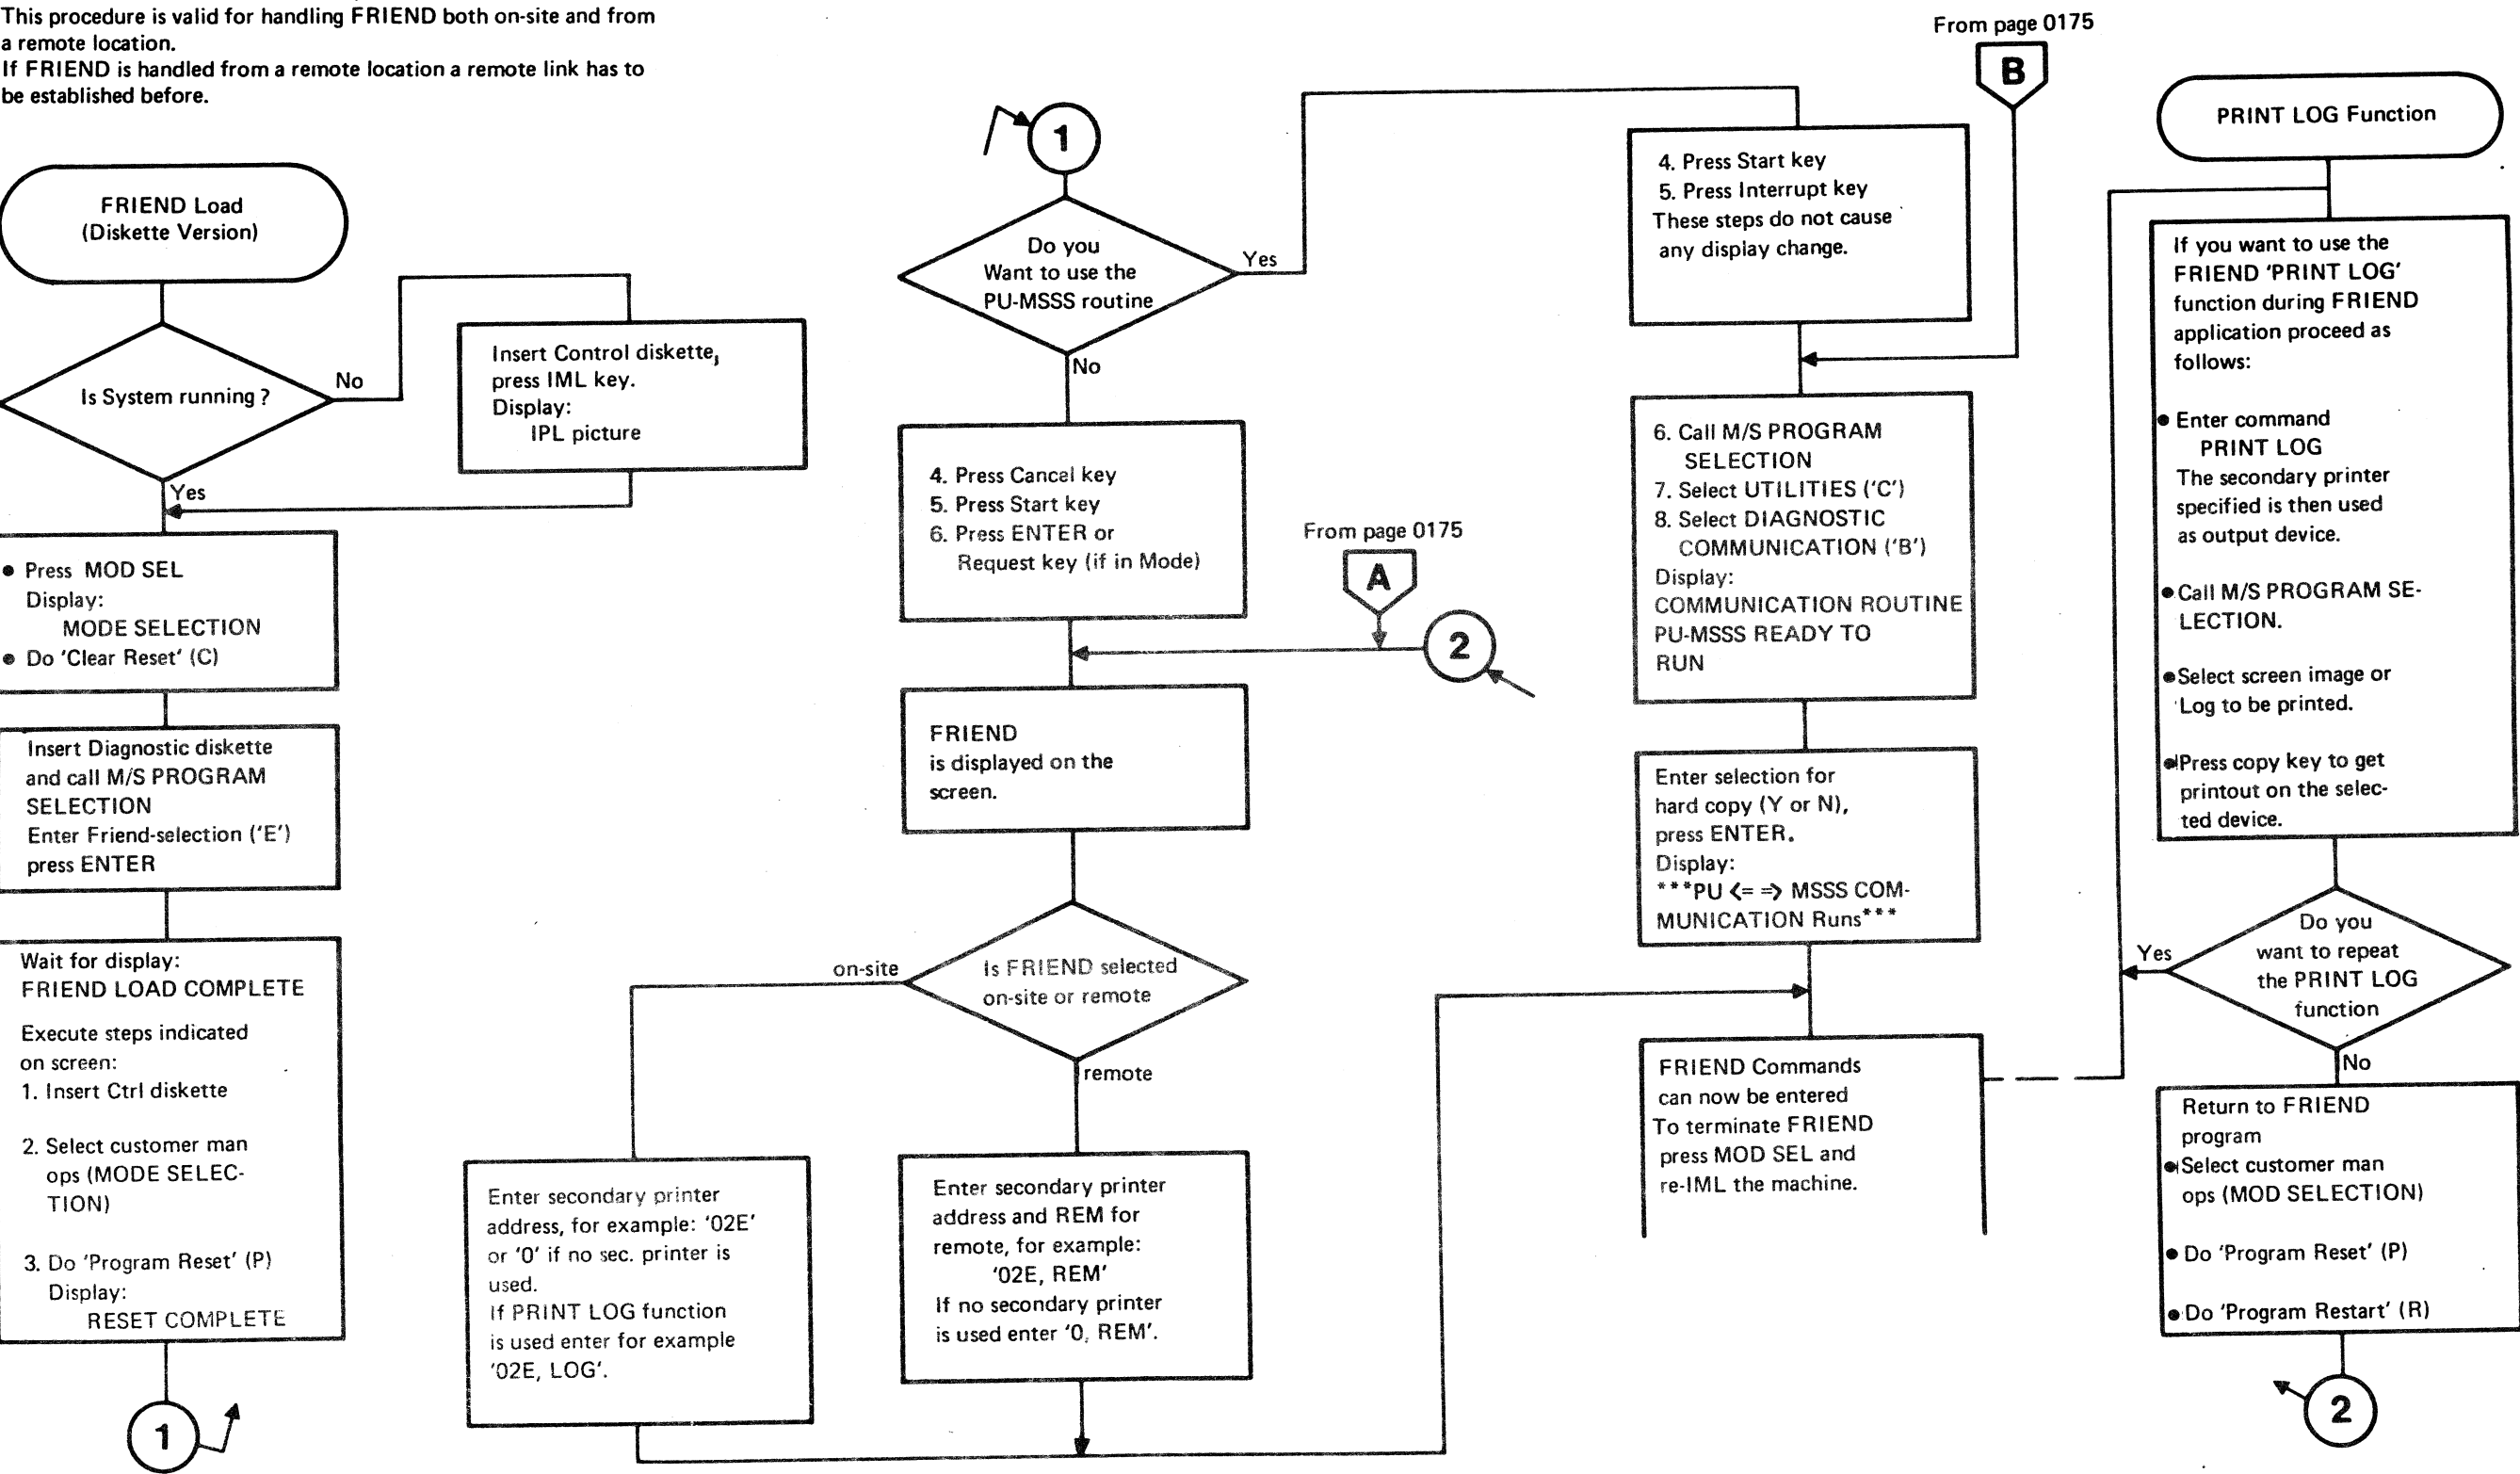 This procedure is valid for handling FRIEND both on-site and from
a remote location.
If FRIEND is handled from a remote location a remote link has to
be established before.
FRIEND Load
(Diskette Version)
Is System running?
No
Insert Control diskette,
press IML key.
Display:
IPL picture
Yes
● Press MOD SEL
Display:
MODE SELECTION
● Do 'Clear Reset' (C)
Insert Diagnostic diskette
and call M/S PROGRAM
SELECTION
Enter Friend-selection ('E')
press ENTER
Wait for display:
FRIEND LOAD COMPLETE
Execute steps indicated
on screen:
1. Insert Ctrl diskette
2. Select customer man
ops (MODE SELEC-
TION)
3. Do 'Program Reset' (P)
Display:
RESET COMPLETE
1
1
Do you
Want to use the
PU-MSSS routine
Yes
No
4. Press Cancel key
5. Press Start key
6. Press ENTER or
Request key (if in Mode)
From page 0175
A
2
FRIEND
is displayed on the
screen.
Is FRIEND selected
on-site or remote
on-site
remote
Enter secondary printer
address, for example: '02E'
or '0' if no sec. printer is
used.
If PRINT LOG function
is used enter for example
'02E, LOG'.
Enter secondary printer
address and REM for
remote, for example:
'02E, REM'
If no secondary printer
is used enter '0, REM'.
From page 0175
B
4. Press Start key
5. Press Interrupt key
These steps do not cause
any display change.
6. Call M/S PROGRAM
SELECTION
7. Select UTILITIES ('C')
8. Select DIAGNOSTIC
COMMUNICATION ('B')
Display:
COMMUNICATION ROUTINE
PU-MSSS READY TO
RUN
Enter selection for
hard copy (Y or N),
press ENTER.
Display:
***PU <= => MSSS COM-
MUNICATION Runs***
FRIEND Commands
can now be entered
To terminate FRIEND
press MOD SEL and
re-IML the machine.
PRINT LOG Function
If you want to use the
FRIEND 'PRINT LOG'
function during FRIEND
application proceed as
follows:
● Enter command
PRINT LOG
The secondary printer
specified is then used
as output device.
● Call M/S PROGRAM SE-
LECTION.
● Select screen image or
Log to be printed.
● Press copy key to get
printout on the selec-
ted device.
Do you
want to repeat
the PRINT LOG
function
Yes
No
Return to FRIEND
program
● Select customer man
ops (MOD SELECTION)
● Do 'Program Reset' (P)
● Do 'Program Restart' (R)
2